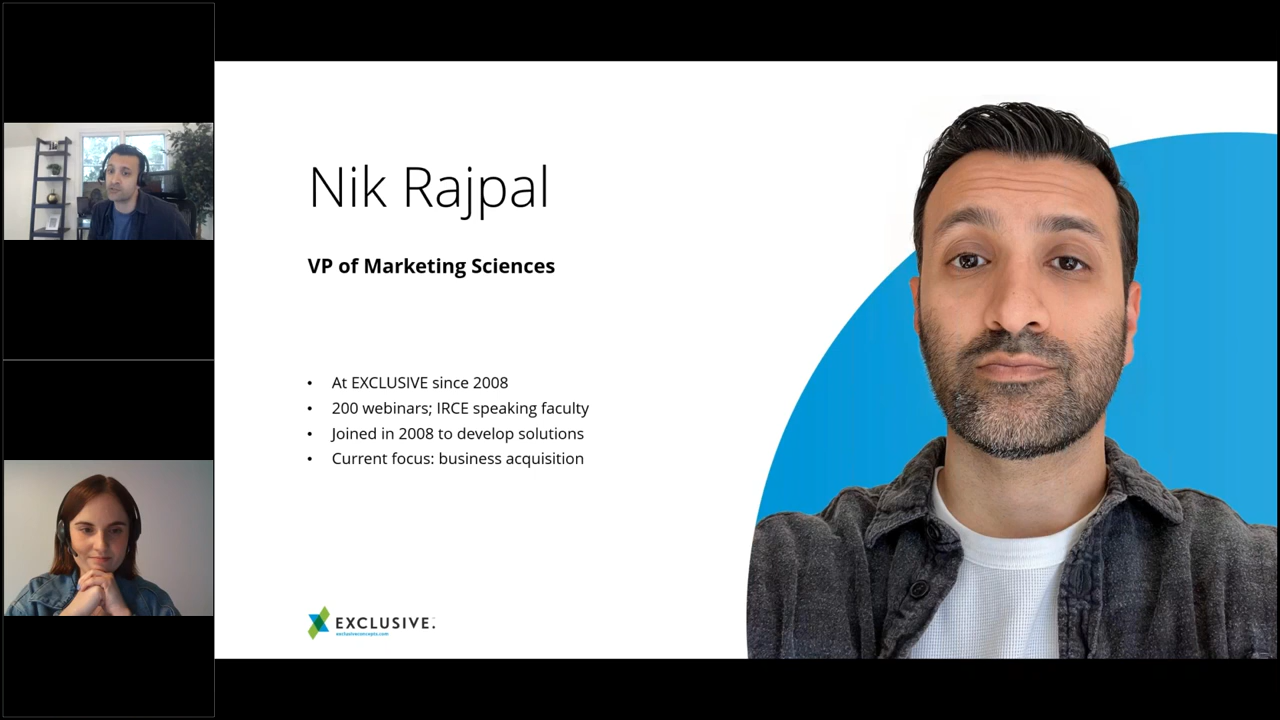 Nik Rajpal
VP of Marketing Sciences
• At EXCLUSIVE since 2008
• 200 webinars; IRCE speaking faculty
• Joined in 2008 to develop solutions
• Current focus: business acquisition
EXCLUSIVE.
exclusiveconcepts.com